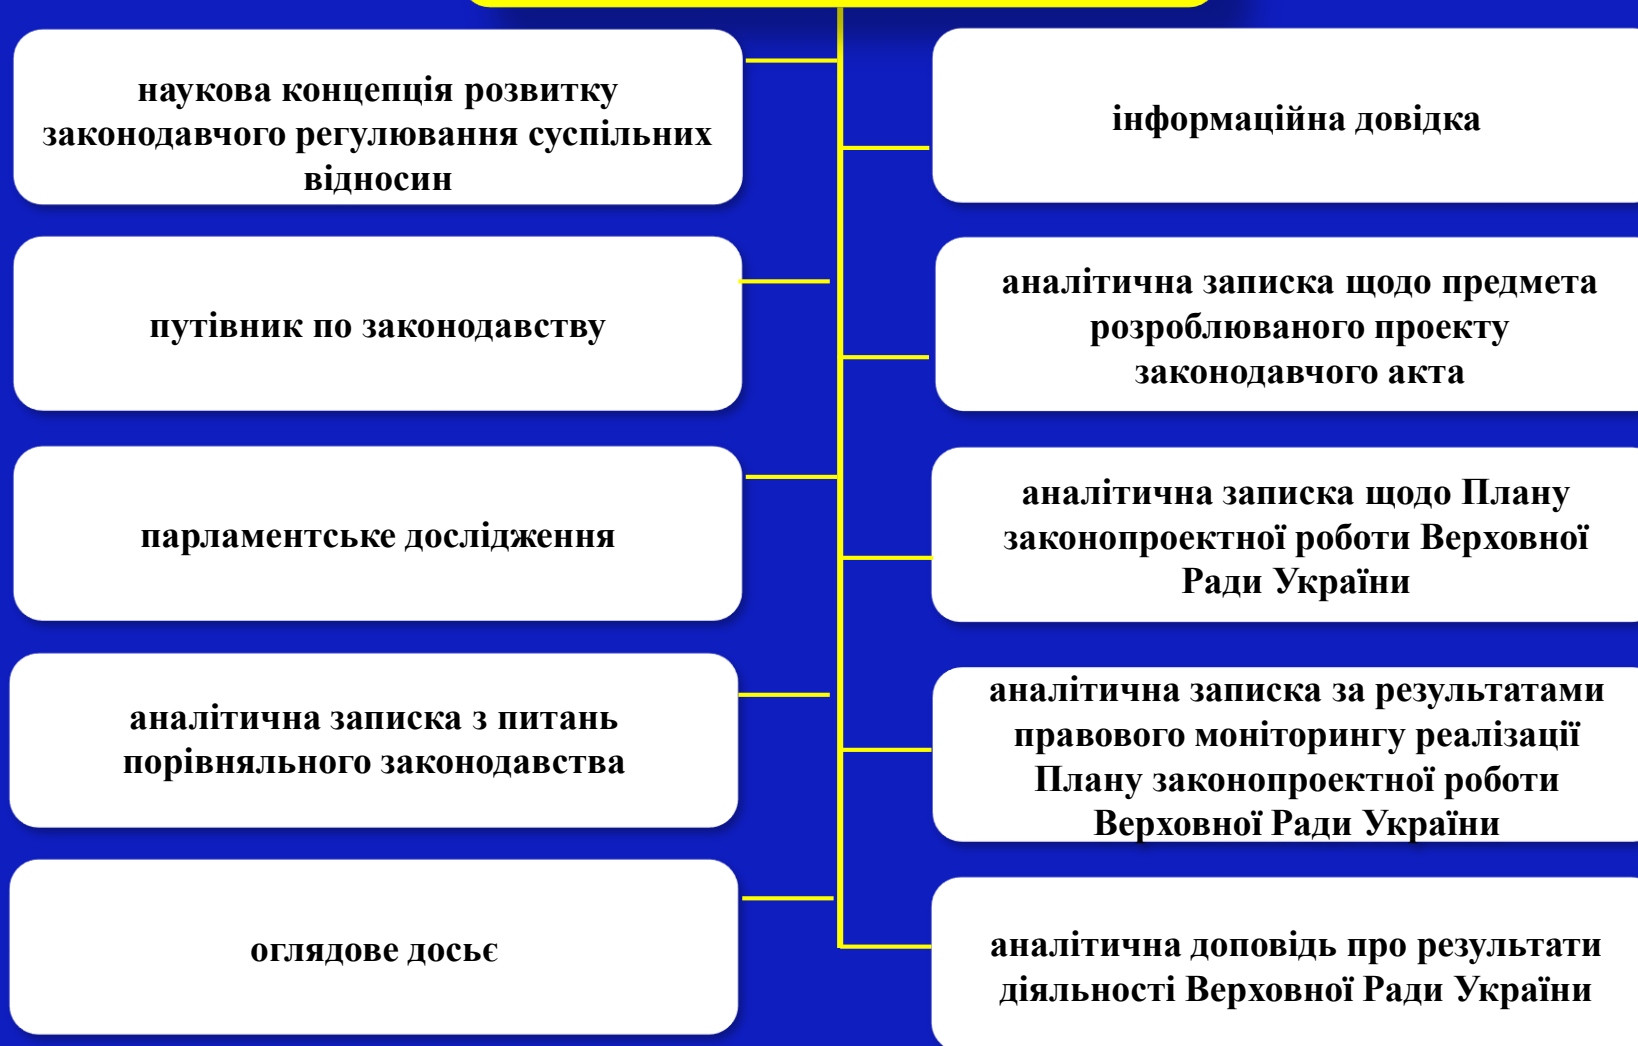 наукова концепція розвитку
законодавчого регулювання суспільних
відносин
путівник по законодавству
парламентське дослідження
аналітична записка з питань
порівняльного законодавства
оглядове досьє
інформаційна довідка
аналітична записка щодо предмета
розроблюваного проекту
законодавчого акта
аналітична записка щодо Плану
законопроектної роботи Верховної
Ради України
аналітична записка за результатами
правового моніторингу реалізації
Плану законопроектної роботи
Верховної Ради України
аналітична доповідь про результати
діяльності Верховної Ради України